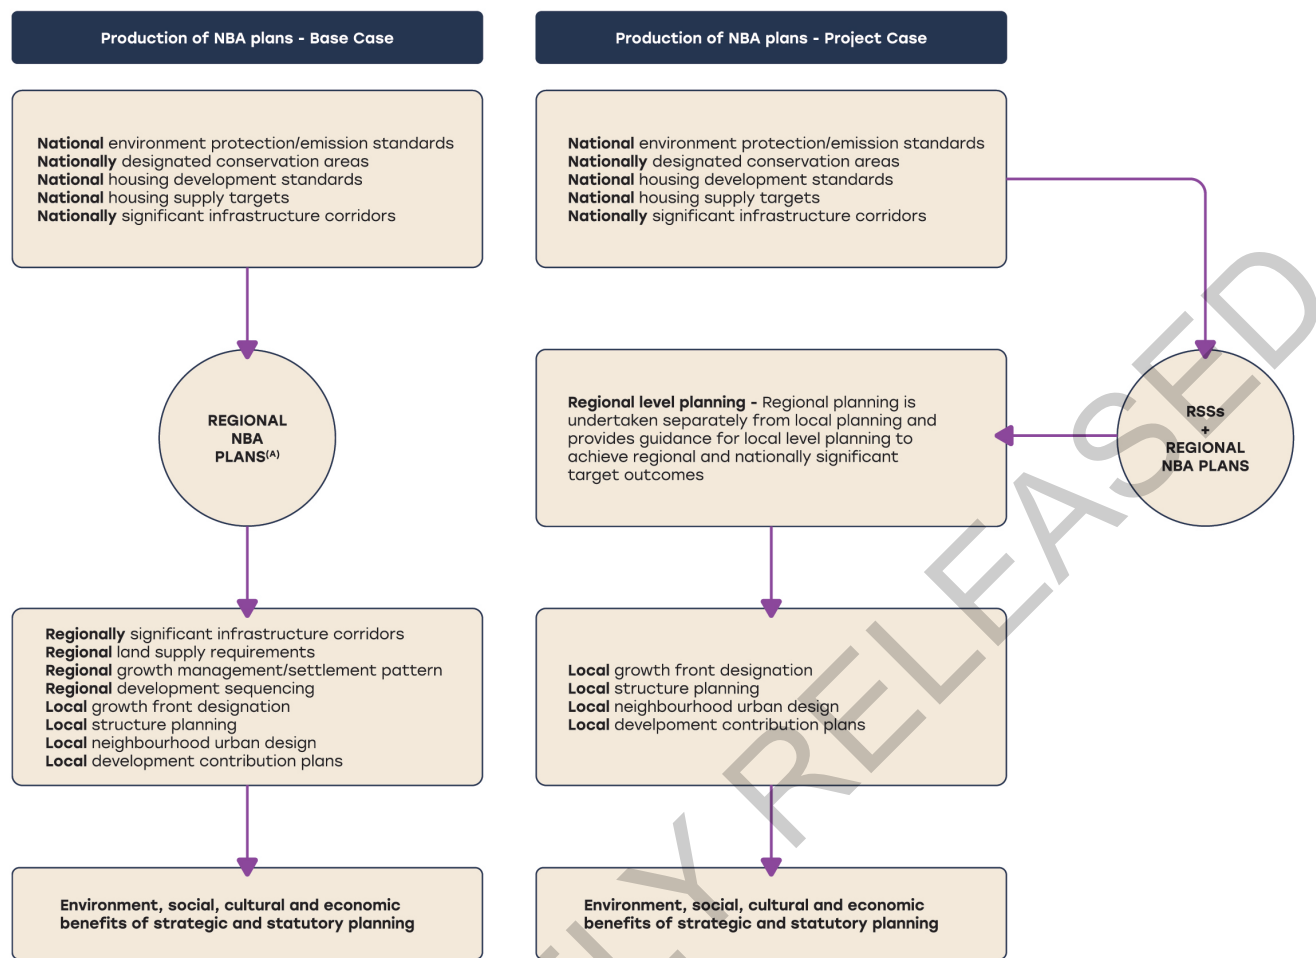 Production of NBA plans - Base Case
National environment protection/emission standards
Nationally designated conservation areas
National housing development standards
National housing supply targets
Nationally significant infrastructure corridors
REGIONAL
NBA
PLANS(A)
Regionally significant infrastructure corridors
Regional land supply requirements
Regional growth management/settlement pattern
Regional development sequencing
Local growth front designation
Local structure planning
Local neighbourhood urban design
Local development contribution plans
Environment, social, cultural and economic
benefits of strategic and statutory planning
Production of NBA plans - Project Case
National environment protection/emission standards
Nationally designated conservation areas
National housing development standards
National housing supply targets
Nationally significant infrastructure corridors
RSSs
+
REGIONAL
NBA PLANS
Regional level planning - Regional planning is
undertaken separately from local planning and
provides guidance for local level planning to
achieve regional and nationally significant
target outcomes
Local growth front designation
Local structure planning
Local neighbourhood urban design
Local develpoment contribution plans
Environment, social, cultural and economic
benefits of strategic and statutory planning
RELEASED